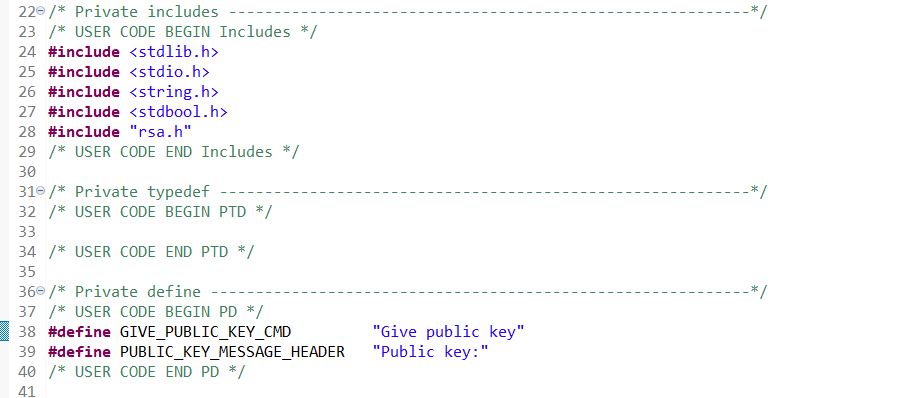 22 /* Private includes ----------------------------------------------------------*/
23 /* USER CODE BEGIN Includes */
24 #include <stdlib.h>
25 #include <stdio.h>
26 #include <string.h>
27 #include <stdbool.h>
28 #include "rsa.h"
29 /* USER CODE END Includes */
30
31 /* Private typedef -----------------------------------------------------------*/
32 /* USER CODE BEGIN PTD */
33
34 /* USER CODE END PTD */
35
36 /* Private define ------------------------------------------------------------*/
37 /* USER CODE BEGIN PD */
38 #define GIVE_PUBLIC_KEY_CMD         "Give public key"
39 #define PUBLIC_KEY_MESSAGE_HEADER   "Public key:"
40 /* USER CODE END PD */
41